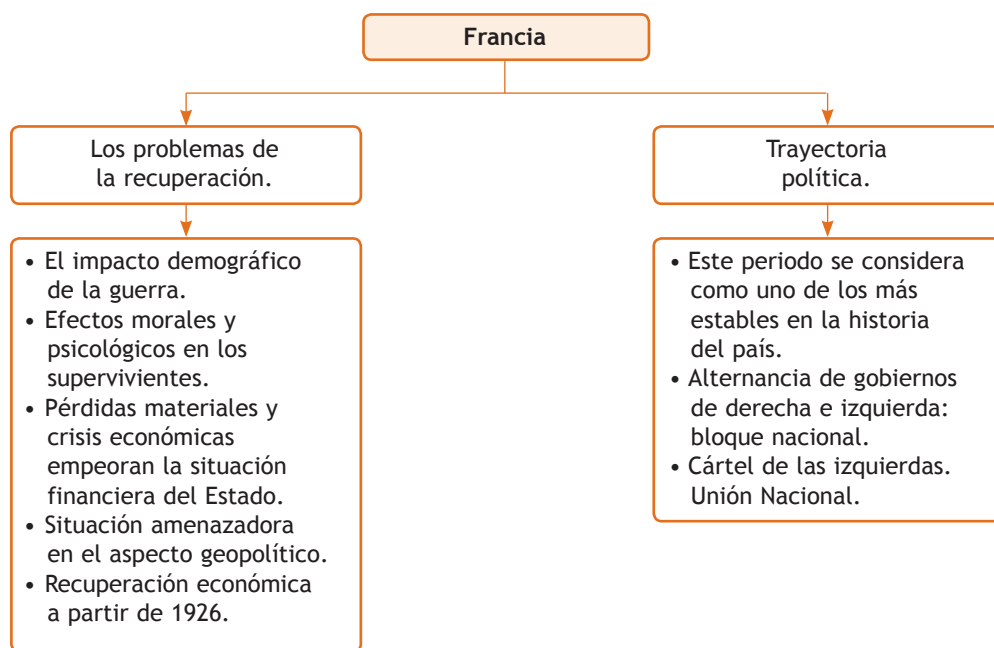 Francia
Los problemas de
la recuperación.
• El impacto demográfico
de la guerra.
• Efectos morales y
psicológicos en los
supervivientes.
• Pérdidas materiales y
crisis económicas
empeoran la situación
financiera del Estado.
• Situación amenazadora
en el aspecto geopolítico.
• Recuperación económica
a partir de 1926.
Trayectoria
política.
• Este periodo se considera
como uno de los más
estables en la historia
del país.
• Alternancia de gobiernos
de derecha e izquierda:
bloque nacional.
• Cártel de las izquierdas.
Unión Nacional.